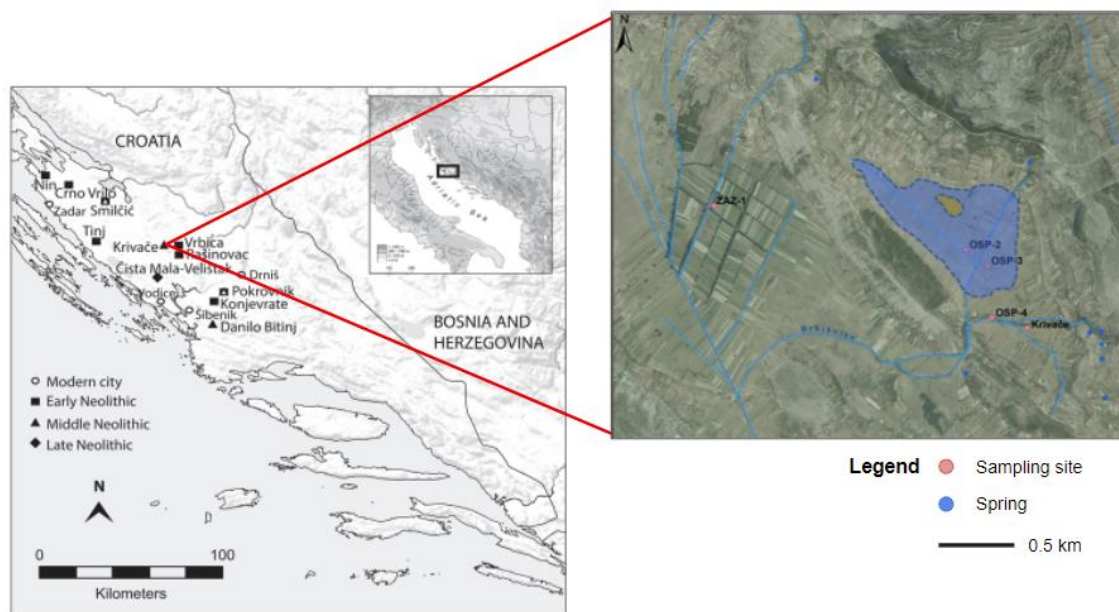 CROATIA
Nin
Crno Vrilo
Zadar
Smilčić
Tinj
Krivače
Vrbica
Rašinovac
Čista Mala-Velištak
Drniš
Vodice
Pokrovnik
Konjevrate
Šibenik
Danilo Bitinj
BOSNIA AND
HERZEGOVINA
Adriatic Sea
Modern city
Early Neolithic
Middle Neolithic
Late Neolithic
N
0
100
Kilometers
N
ZAZ-1
OSP-2
OSP-3
OSP-4
Krivače
Legend
Sampling site
Spring
0.5 km